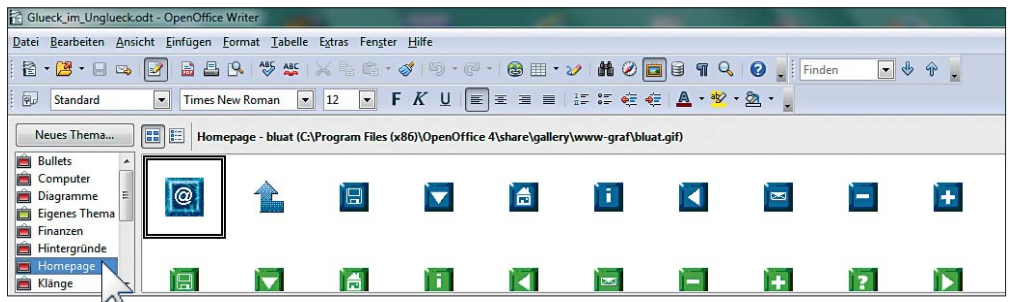 Glueck_im_Unglueck.odt - OpenOffice Writer
Datei Bearbeiten Ansicht Einfügen Format Tabelle Extras Fenster Hilfe
ABC ABC Finden
Standard Times New Roman 12 F K U A
Neues Thema... Homepage - bluat (C:\Program Files (x86)\OpenOffice 4\share\gallery\www-graf\bluat.gif)
Bullets
Computer
Diagramme
Eigenes Thema
Finanzen
Hintergründe
Homepage
Klänge